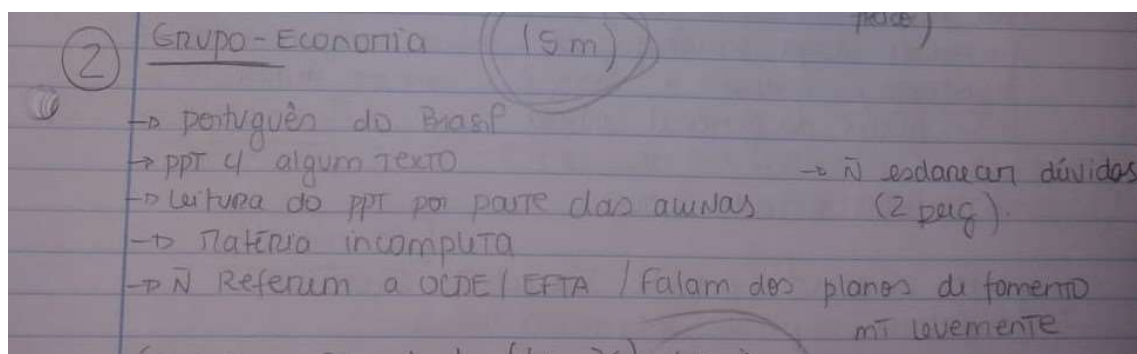 ② Grupo - Economia (5m)
→ português do Brasil
→ PPT c/ algum texto
→ Ñ esclarecem dúvidas
→ Leitura do PPT por parte das alunas
(2 perg).
→ Matéria incompleta
→ Ñ Referem a OCDE / EFTA / Falam dos planos de fomento
mt levemente